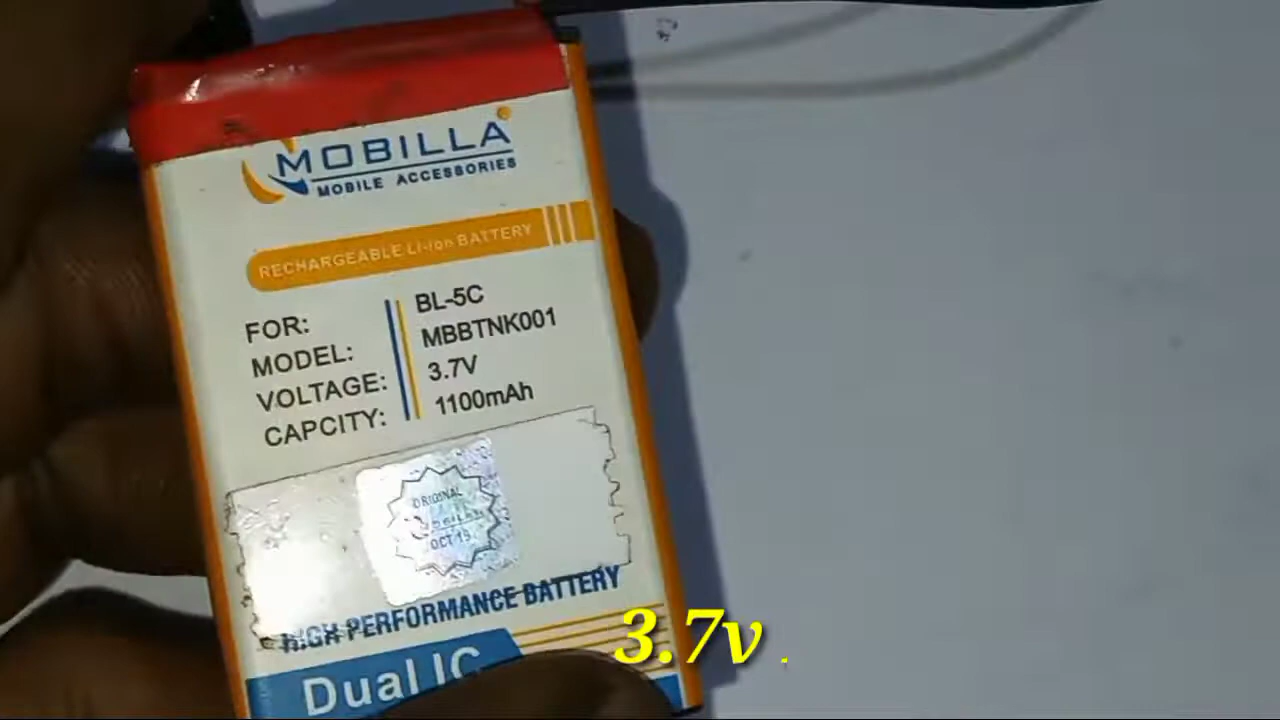 MOBILLA
MOBILE ACCESSORIES
RECHARGEABLE Li-ion BATTERY
FOR: BL-5C
MODEL: MBBTNK001
VOLTAGE: 3.7V
CAPCITY: 1100mAh
ORIGINAL
OCT 19
HIGH PERFORMANCE BATTERY
Dual IC
3.7v .